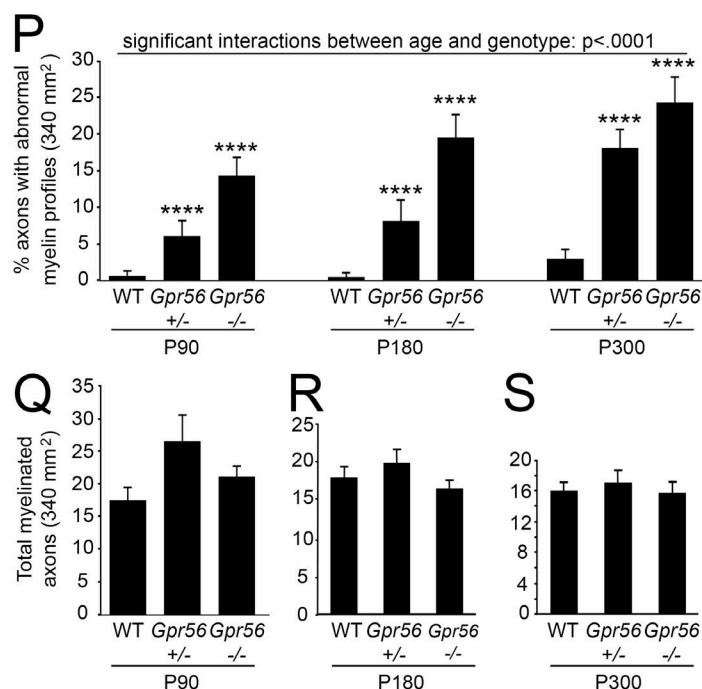 P
significant interactions between age and genotype: p<.0001
% axons with abnormal
myelin profiles (340 mm²)
30
25
20
15
10
5
0
****
****
****
****
****
****
WT Gpr56 Gpr56
+/- -/-
P90
WT Gpr56 Gpr56
+/- -/-
P180
WT Gpr56 Gpr56
+/- -/-
P300
Q
Total myelinated
axons (340 mm²)
35
30
25
20
15
10
5
0
WT Gpr56 Gpr56
+/- -/-
P90
R
25
20
15
10
5
0
WT Gpr56 Gpr56
+/- -/-
P180
S
20
16
12
8
4
0
WT Gpr56 Gpr56
+/- -/-
P300